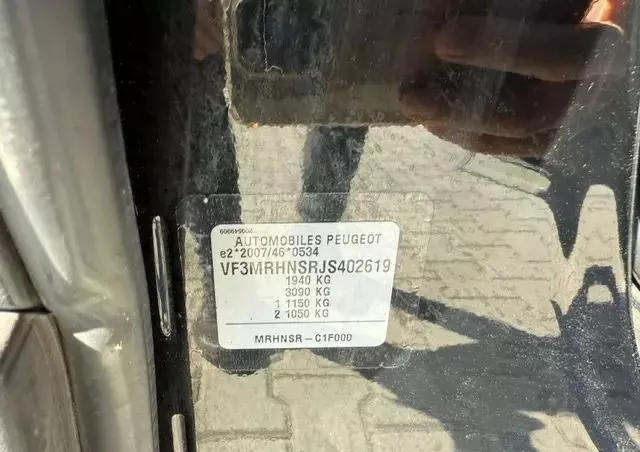 200549909
AUTOMOBILES PEUGEOT
e2*2007/46*0534
VF3MRHNSRJS402619
1940 KG
3090 KG
1 1150 KG
2 1050 KG
MRHNSR-C1F000